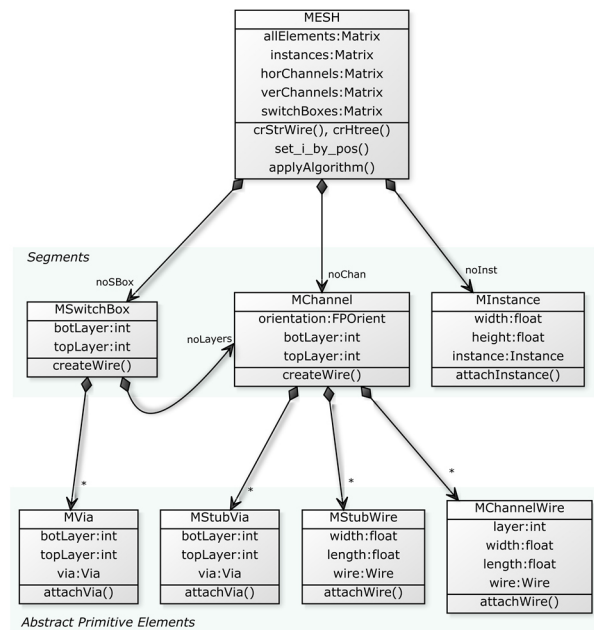 MESH
allElements:Matrix
instances:Matrix
horChannels:Matrix
verChannels:Matrix
switchBoxes:Matrix
crStrWire(), crHtree()
set_i_by_pos()
applyAlgorithm()
Segments
noSBox
noChan
noInst
MSwitchBox
botLayer:int
topLayer:int
createWire()
noLayers
MChannel
orientation:FPOrient
botLayer:int
topLayer:int
createWire()
MInstance
width:float
height:float
instance:Instance
attachInstance()
*
*
*
*
MVia
botLayer:int
topLayer:int
via:Via
attachVia()
MStubVia
botLayer:int
topLayer:int
via:Via
attachVia()
MStubWire
width:float
length:float
wire:Wire
attachWire()
MChannelWire
layer:int
width:float
length:float
wire:Wire
attachWire()
Abstract Primitive Elements